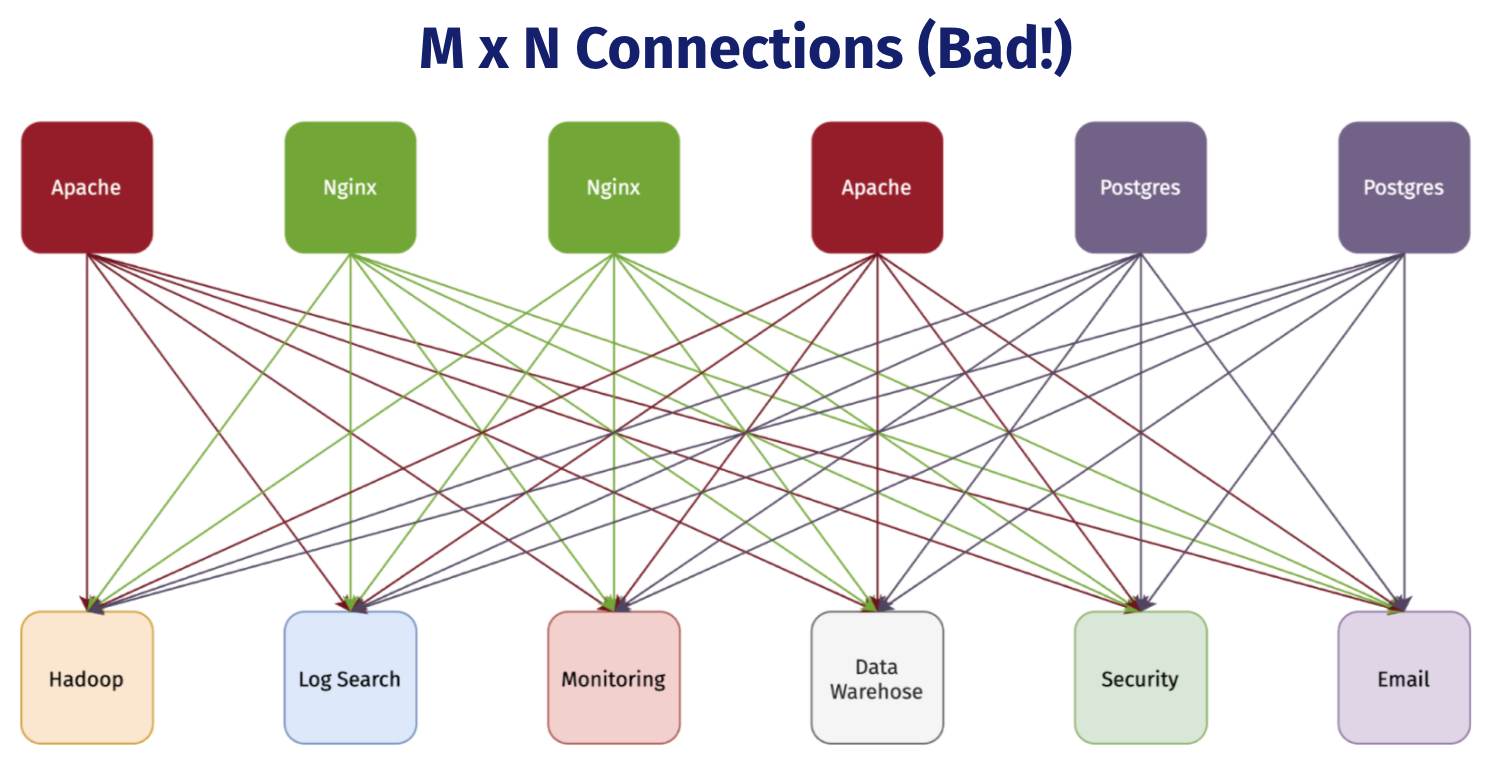 M x N Connections (Bad!)
Apache
Nginx
Nginx
Apache
Postgres
Postgres
Hadoop
Log Search
Monitoring
Data
Warehose
Security
Email